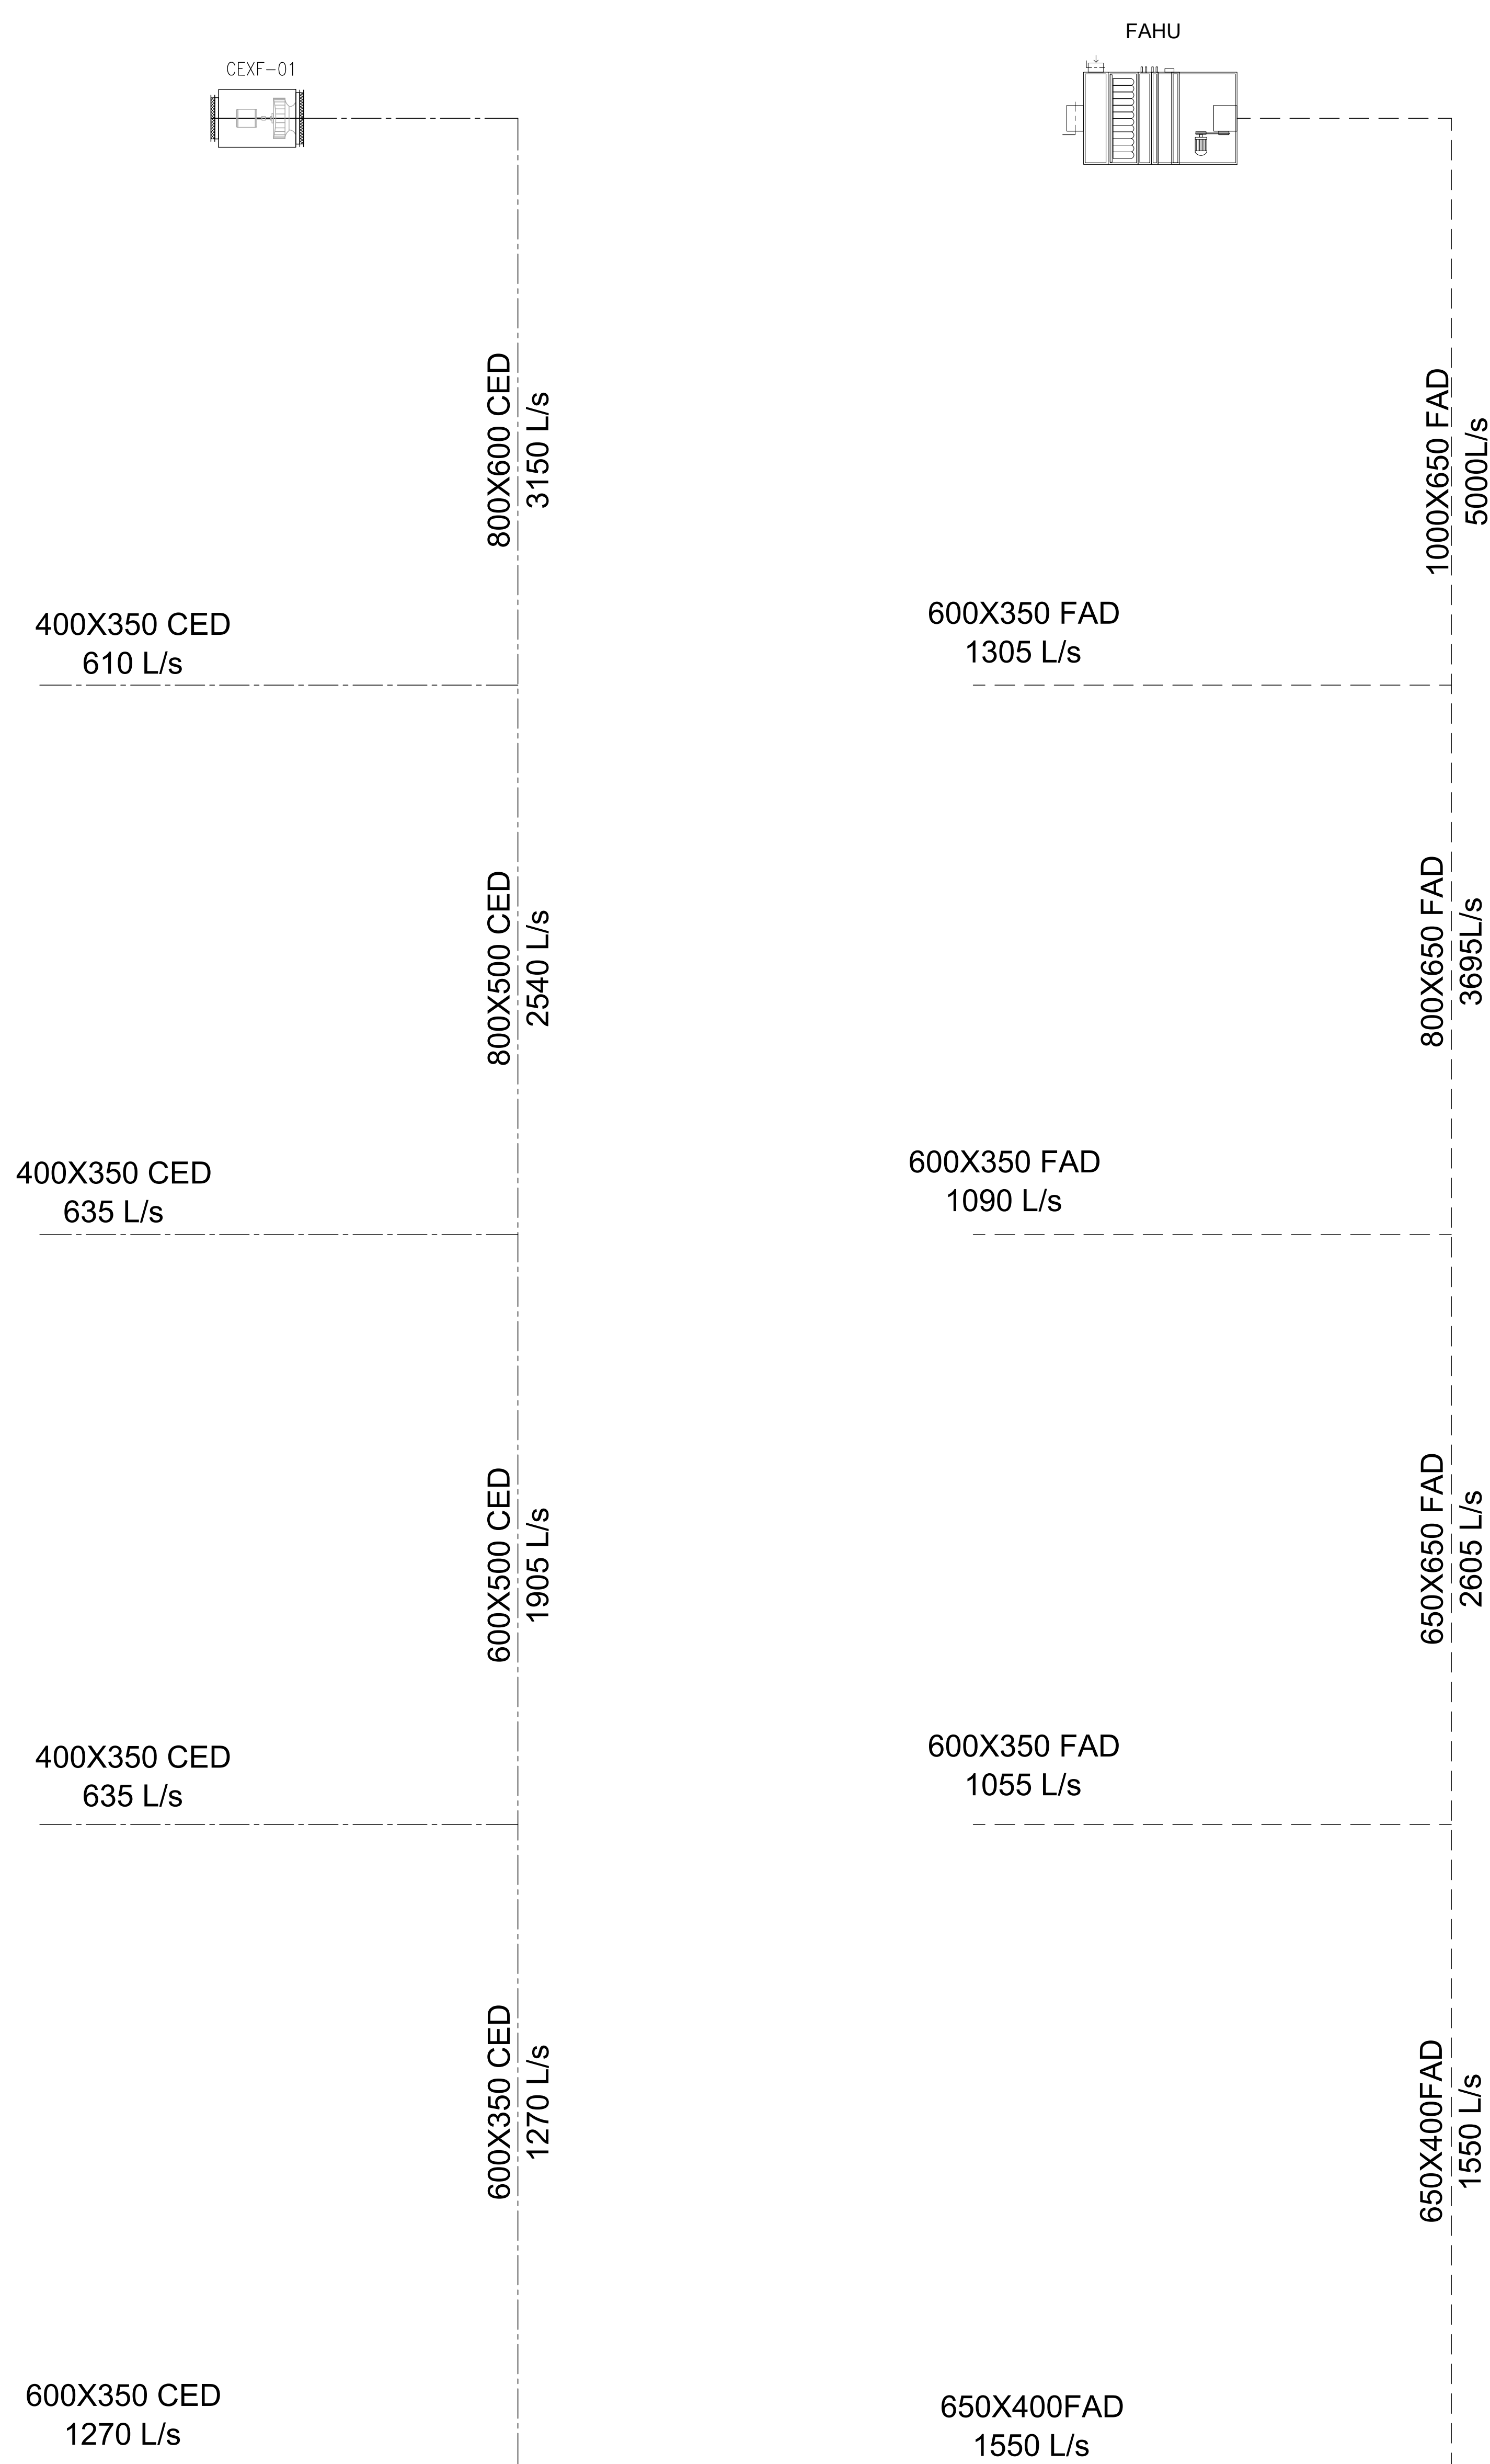 FAHU
CEXF-01
800X600 CED
3150 L/s
1000X650 FAD
5000L/s
400X350 CED
610 L/s
600X350 FAD
1305 L/s
800X500 CED
2540 L/s
800X650 FAD
3695L/s
400X350 CED
635 L/s
600X350 FAD
1090 L/s
600X500 CED
1905 L/s
650X650 FAD
2605 L/s
400X350 CED
635 L/s
600X350 FAD
1055 L/s
600X350 CED
1270 L/s
650X400FAD
1550 L/s
600X350 CED
1270 L/s
650X400FAD
1550 L/s